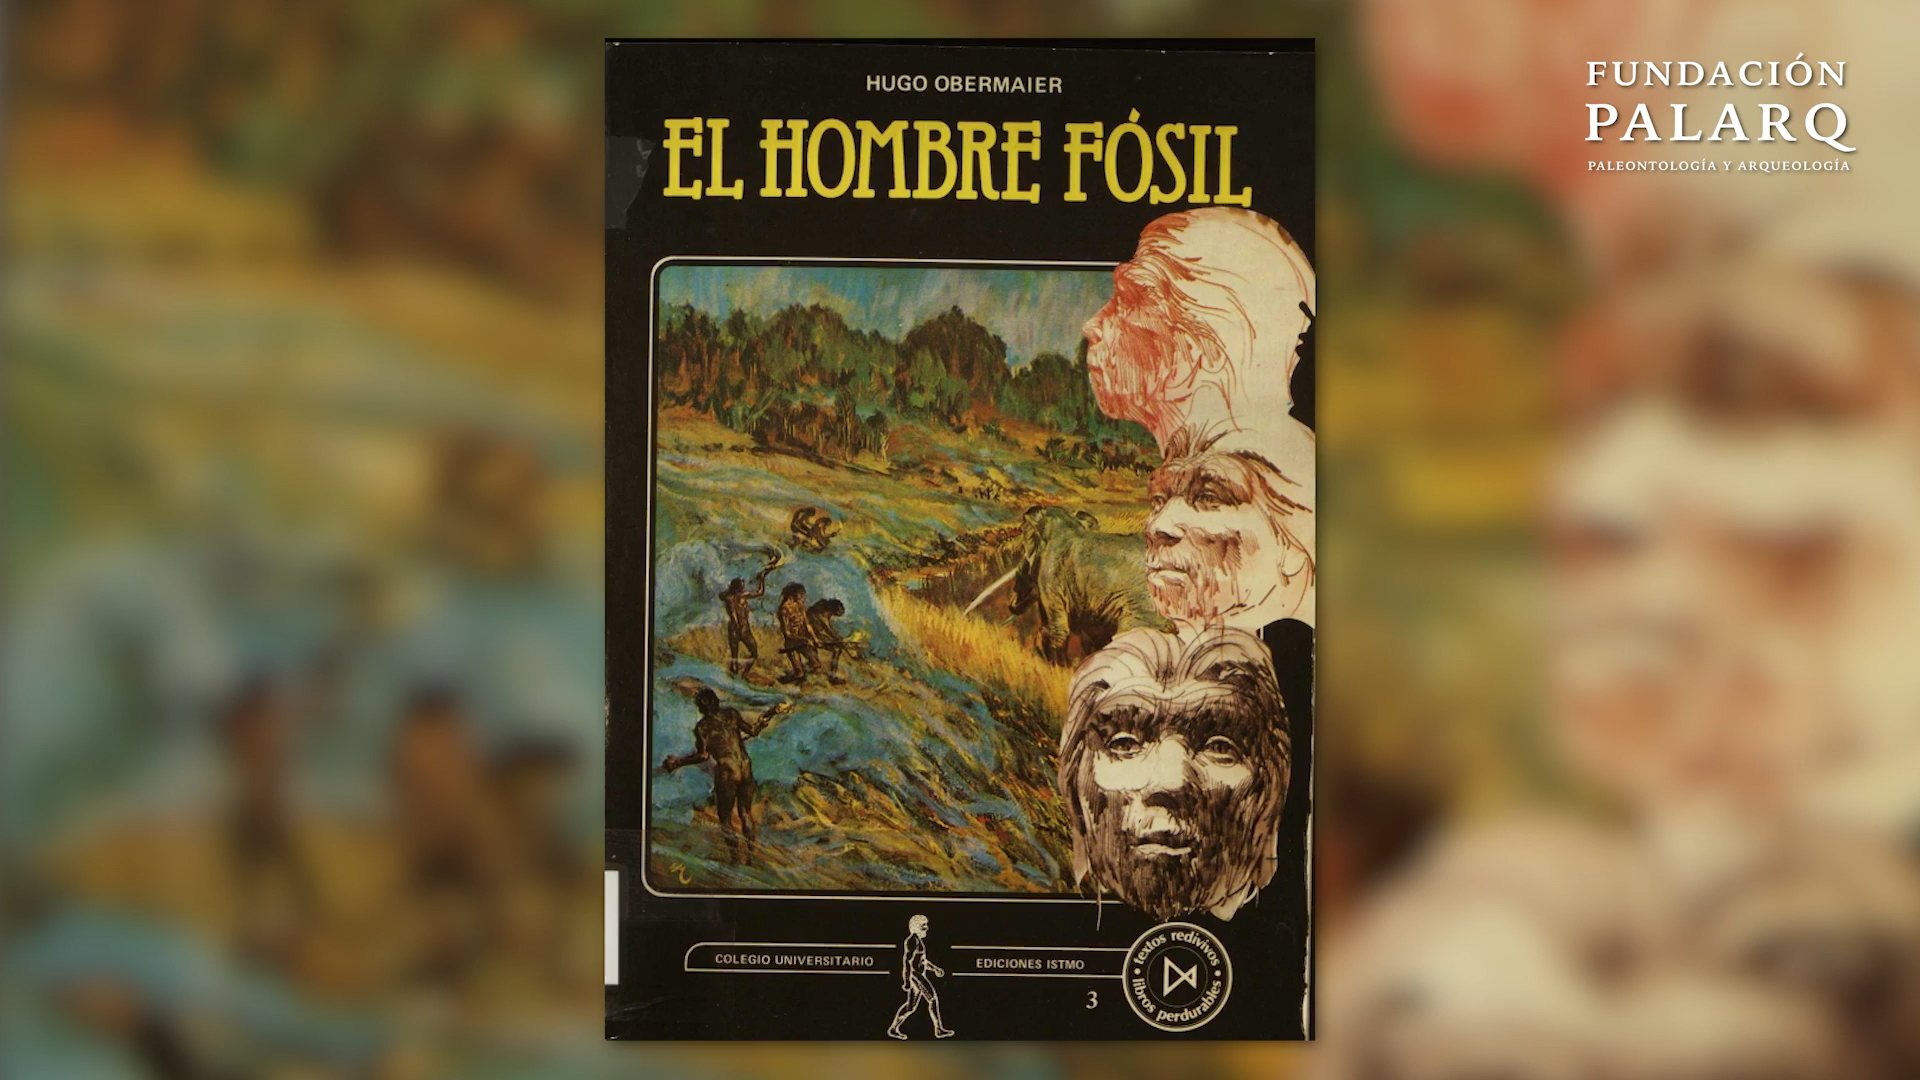 HUGO OBERMAIER
EL HOMBRE FÓSIL
COLEGIO UNIVERSITARIO
EDICIONES ISTMO
3
textos redivivos
libros perdurables
FUNDACIÓN
PALARQ
PALEONTOLOGÍA Y ARQUEOLOGÍA